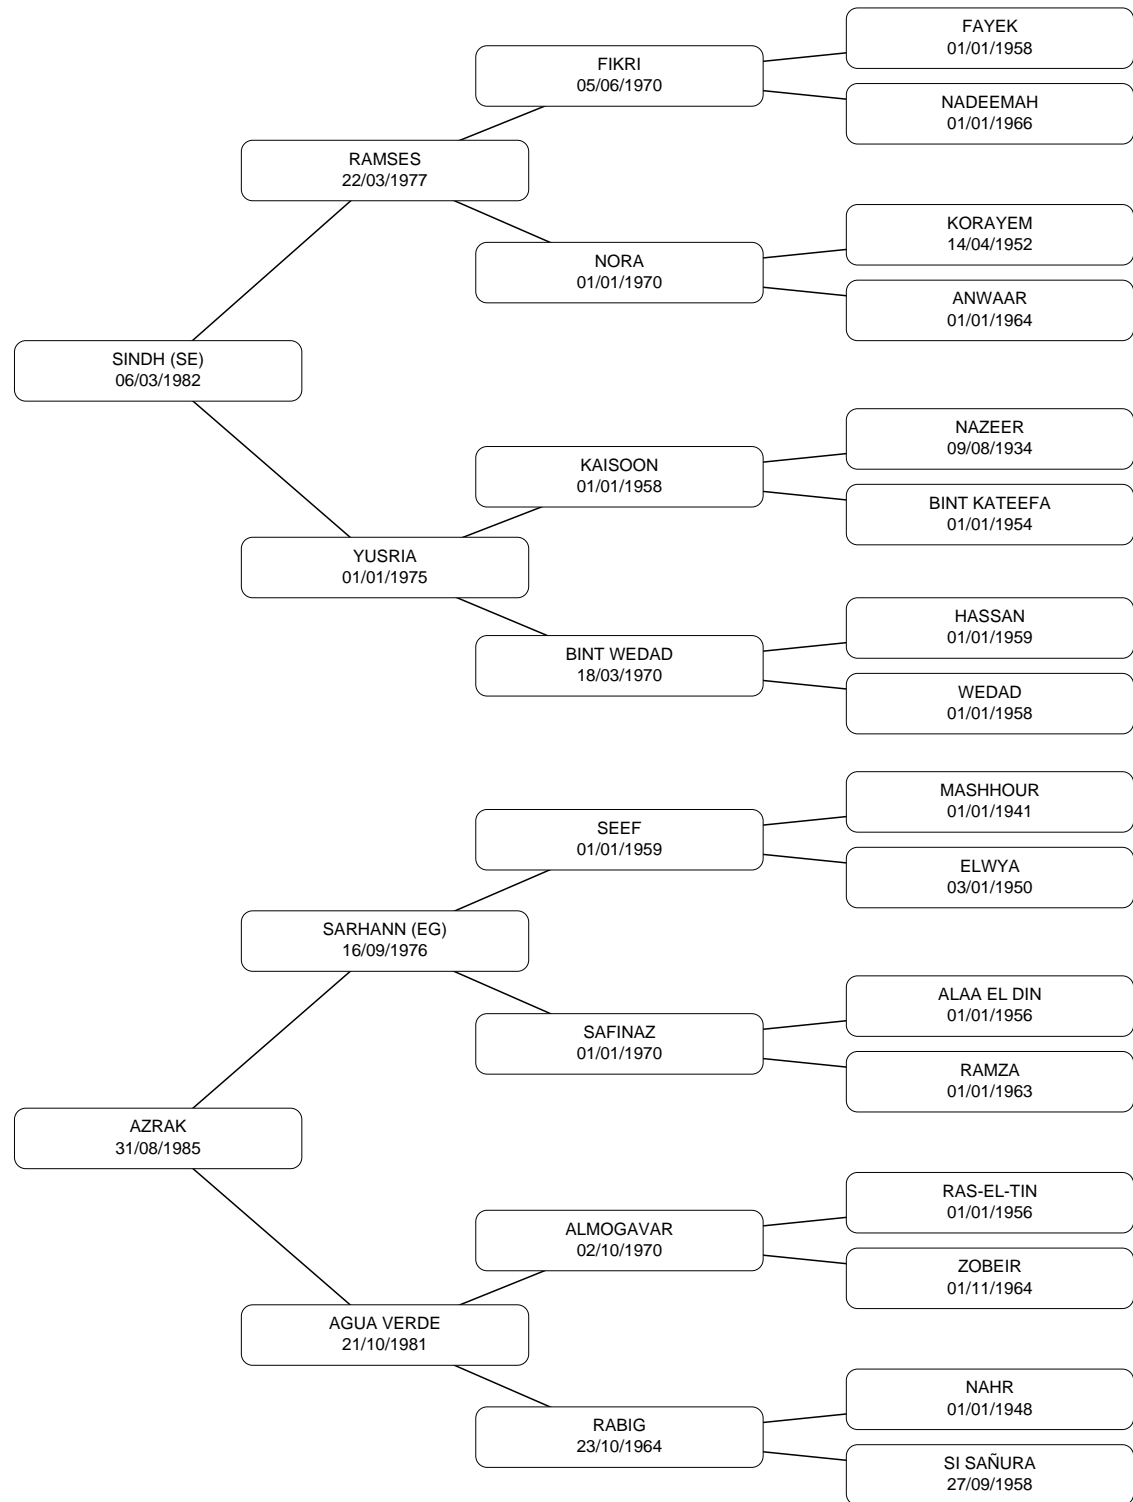 FAYEK
01/01/1958
FIKRI
05/06/1970
NADEEMAH
01/01/1966
RAMSES
22/03/1977
KORAYEM
14/04/1952
NORA
01/01/1970
ANWAAR
01/01/1964
SINDH (SE)
06/03/1982
NAZEER
09/08/1934
KAISOON
01/01/1958
BINT KATEEFA
01/01/1954
YUSRIA
01/01/1975
HASSAN
01/01/1959
BINT WEDAD
18/03/1970
WEDAD
01/01/1958
MASHHOUR
01/01/1941
SEEF
01/01/1959
ELWYA
03/01/1950
SARHANN (EG)
16/09/1976
ALAA EL DIN
01/01/1956
SAFINAZ
01/01/1970
RAMZA
01/01/1963
AZRAK
31/08/1985
RAS-EL-TIN
01/01/1956
ALMOGAVAR
02/10/1970
ZOBEIR
01/11/1964
AGUA VERDE
21/10/1981
NAHR
01/01/1948
RABIG
23/10/1964
SI SAÑURA
27/09/1958